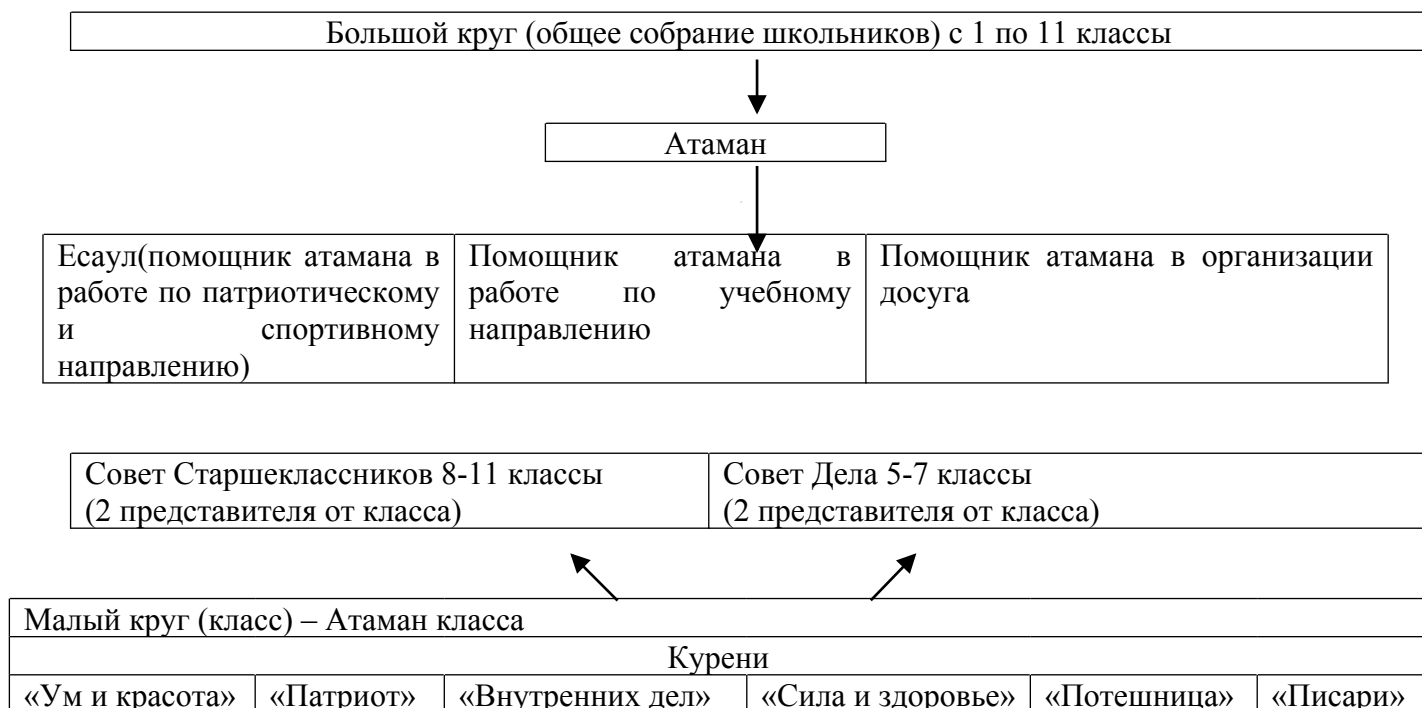 Большой круг (общее собрание школьников) с 1 по 11 классы
Атаман
Есаул(помощник атамана в
работе по патриотическому
и спортивному
направлению)
Помощник атамана в
работе по учебному
направлению
Помощник атамана в организации
досуга
Совет Старшеклассников 8-11 классы
(2 представителя от класса)
Совет Дела 5-7 классы
(2 представителя от класса)
Малый круг (класс) – Атаман класса
Курени
«Ум и красота» «Патриот» «Внутренних дел» «Сила и здоровье» «Потешница» «Писари»